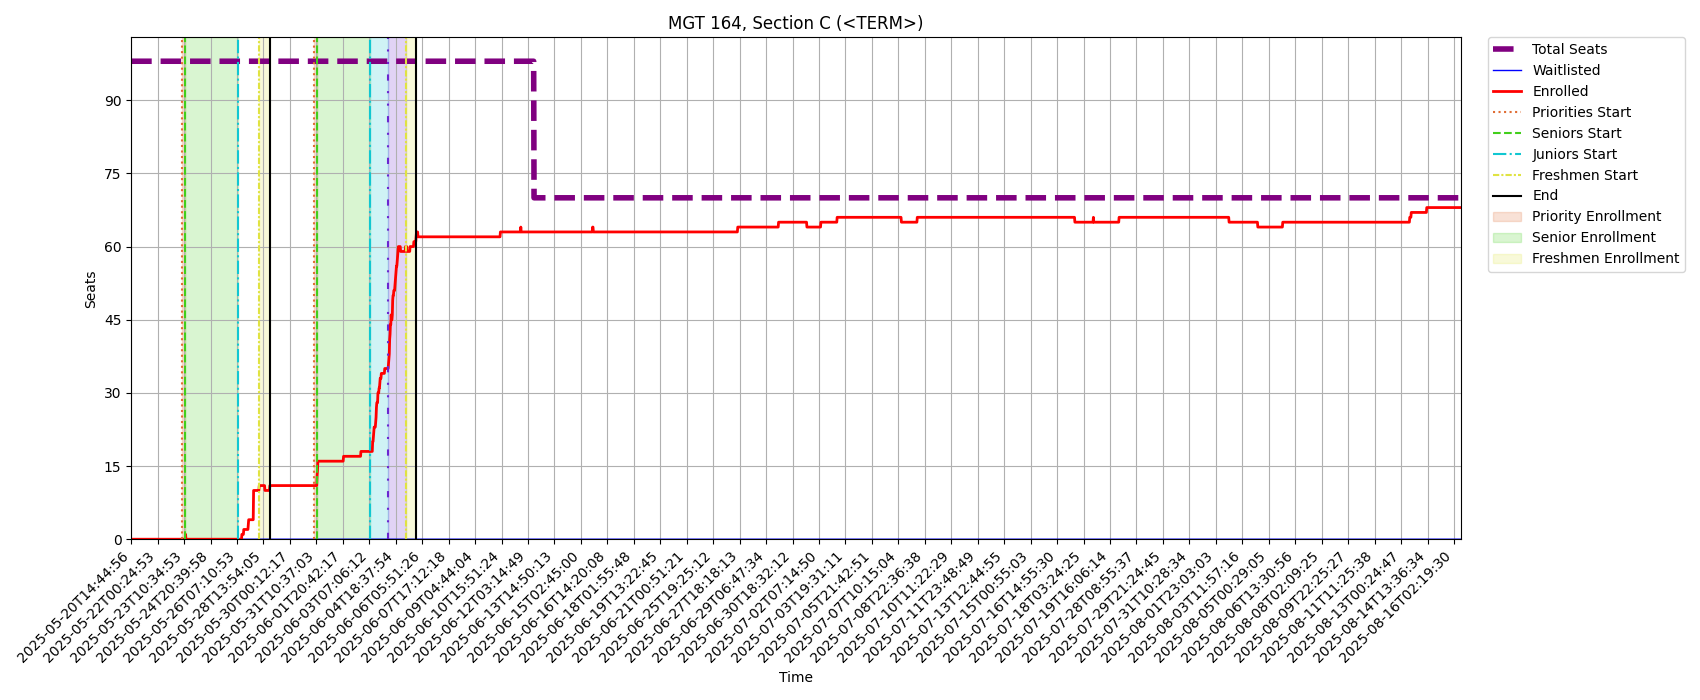 MGT 164, Section C (<TERM>)
Total Seats
Waitlisted
Enrolled
Priorities Start
Seniors Start
Juniors Start
Freshmen Start
End
Priority Enrollment
Senior Enrollment
Freshmen Enrollment
Seats
90
75
60
45
30
15
0
2025-05-20T14:44:56
2025-05-22T00:24:53
2025-05-23T10:34:53
2025-05-24T20:39:58
2025-05-26T07:10:53
2025-05-28T13:54:05
2025-05-30T00:12:17
2025-05-31T10:37:03
2025-06-01T20:42:17
2025-06-03T07:06:12
2025-06-04T18:37:54
2025-06-06T05:51:26
2025-06-07T17:12:18
2025-06-09T04:44:04
2025-06-10T15:51:24
2025-06-12T03:14:49
2025-06-13T14:50:13
2025-06-15T02:45:00
2025-06-16T14:20:08
2025-06-18T01:55:48
2025-06-19T13:22:45
2025-06-21T00:51:21
2025-06-25T19:25:12
2025-06-27T18:18:13
2025-06-29T06:47:34
2025-06-30T18:32:12
2025-07-02T07:14:50
2025-07-03T19:31:11
2025-07-05T21:42:51
2025-07-07T10:15:04
2025-07-08T22:36:38
2025-07-10T11:22:29
2025-07-11T23:48:49
2025-07-13T12:44:55
2025-07-15T00:55:03
2025-07-16T14:55:30
2025-07-18T03:24:25
2025-07-19T16:06:14
2025-07-28T08:55:37
2025-07-29T21:24:45
2025-07-31T10:28:34
2025-08-01T23:03:03
2025-08-03T11:57:16
2025-08-05T00:29:05
2025-08-06T13:30:56
2025-08-08T02:09:25
2025-08-09T22:25:27
2025-08-11T11:25:38
2025-08-13T00:24:47
2025-08-14T13:36:34
2025-08-16T02:19:30
Time